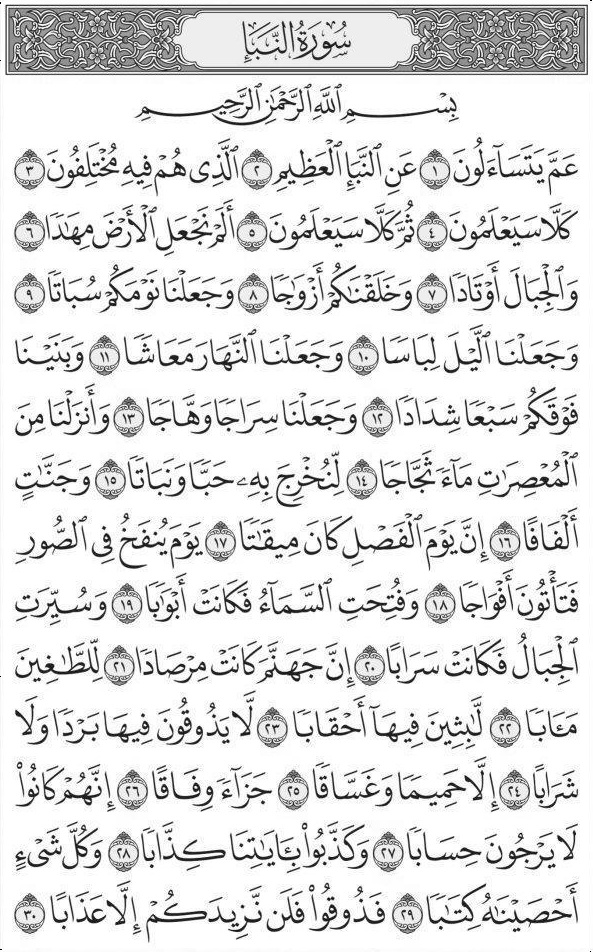 سُورَةُ النَّبَإِ
بِسْمِ ٱللَّهِ ٱلرَّحْمَٰنِ ٱلرَّحِيمِ
عَمَّ يَتَسَآءَلُونَ ١ عَنِ ٱلنَّبَإِ ٱلْعَظِيمِ ٢ ٱلَّذِى هُمْ فِيهِ مُخْتَلِفُونَ ٣
كَلَّا سَيَعْلَمُونَ ٤ ثُمَّ كَلَّا سَيَعْلَمُونَ ٥ أَلَمْ نَجْعَلِ ٱلْأَرْضَ مِهَٰدًا ٦
وَٱلْجِبَالَ أَوْتَادًا ٧ وَخَلَقْنَٰكُمْ أَزْوَٰجًا ٨ وَجَعَلْنَا نَوْمَكُمْ سُبَاتًا ٩
وَجَعَلْنَا ٱلَّيْلَ لِبَاسًا ١٠ وَجَعَلْنَا ٱلنَّهَارَ مَعَاشًا ١١ وَبَنَيْنَا
فَوْقَكُمْ سَبْعًا شِدَادًا ١٢ وَجَعَلْنَا سِرَاجًا وَهَّاجًا ١٣ وَأَنزَلْنَا مِنَ
ٱلْمُعْصِرَٰتِ مَآءً ثَجَّاجًا ١٤ لِّنُخْرِجَ بِهِۦ حَبًّا وَنَبَاتًا ١٥ وَجَنَّٰتٍ
أَلْفَافًا ١٦ إِنَّ يَوْمَ ٱلْفَصْلِ كَانَ مِيقَٰتًا ١٧ يَوْمَ يُنفَخُ فِى ٱلصُّورِ
فَتَأْتُونَ أَفْوَاجًا ١٨ وَفُتِحَتِ ٱلسَّمَآءُ فَكَانَتْ أَبْوَٰبًا ١٩ وَسُيِّرَتِ
ٱلْجِبَالُ فَكَانَتْ سَرَابًا ٢٠ إِنَّ جَهَنَّمَ كَانَتْ مِرْصَادًا ٢١ لِّلطَّٰغِينَ
مَـَٔابًا ٢٢ لَّٰبِثِينَ فِيهَآ أَحْقَابًا ٢٣ لَّا يَذُوقُونَ فِيهَا بَرْدًا وَلَا
شَرَابًا ٢٤ إِلَّا حَمِيمًا وَغَسَّاقًا ٢٥ جَزَآءً وِفَاقًا ٢٦ إِنَّهُمْ كَانُوا۟
لَا يَرْجُونَ حِسَابًا ٢٧ وَكَذَّبُوا۟ بِـَٔايَٰتِنَا كِذَّابًا ٢٨ وَكُلَّ شَىْءٍ
أَحْصَيْنَٰهُ كِتَٰبًا ٢٩ فَذُوقُوا۟ فَلَن نَّزِيدَكُمْ إِلَّا عَذَابًا ٣٠